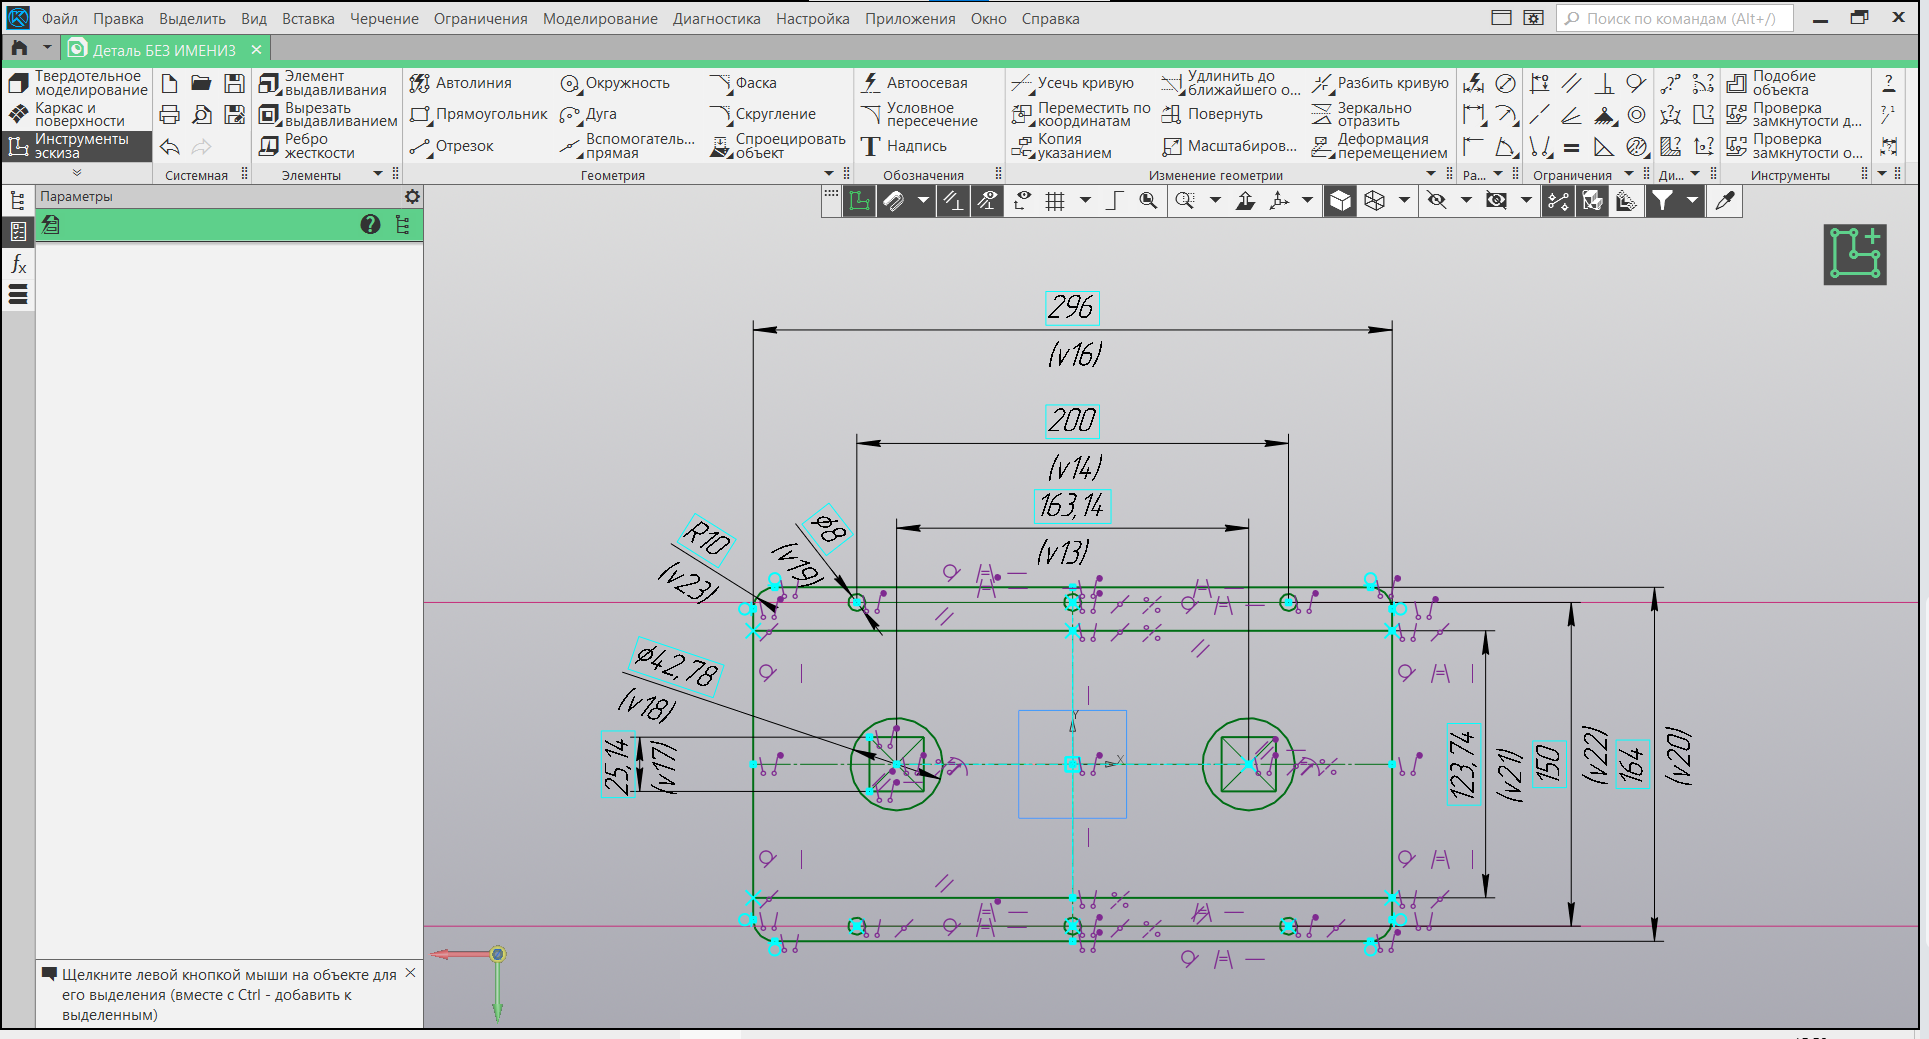 Файл Правка Выделить Вид Вставка Черчение Ограничения Моделирование Диагностика Настройка Приложения Окно Справка
Поиск по командам (Alt+/)
Деталь БЕЗ ИМЕНИ3
Твердотельное моделирование
Каркас и поверхности
Инструменты эскиза
Системная
Элемент выдавливания
Вырезать выдавливанием
Ребро жесткости
Элементы
Автолиния
Окружность
Фаска
Прямоугольник
Дуга
Скругление
Отрезок
Вспомогатель... прямая
Спроецировать объект
Геометрия
Автоосевая
Условное пересечение
Надпись
Обозначения
Усечь кривую
Удлинить до ближайшего о...
Разбить кривую
Переместить по координатам
Повернуть
Зеркально отразить
Копия указанием
Масштабиров...
Деформация перемещением
Изменение геометрии
Ра...
Ограничения
Ди...
Подобие объекта
Проверка замкнутости д...
Проверка замкнутости о...
Инструменты
Параметры
296
(v16)
200
(v14)
163,14
(v13)
R10
(v23)
ϕ8
(v19)
ϕ42,78
(v18)
25,14
(v17)
Y
X
123,74
(v21)
150
(v22)
164
(v20)
Щелкните левой кнопкой мыши на объекте для
его выделения (вместе с Ctrl - добавить к
выделенным)